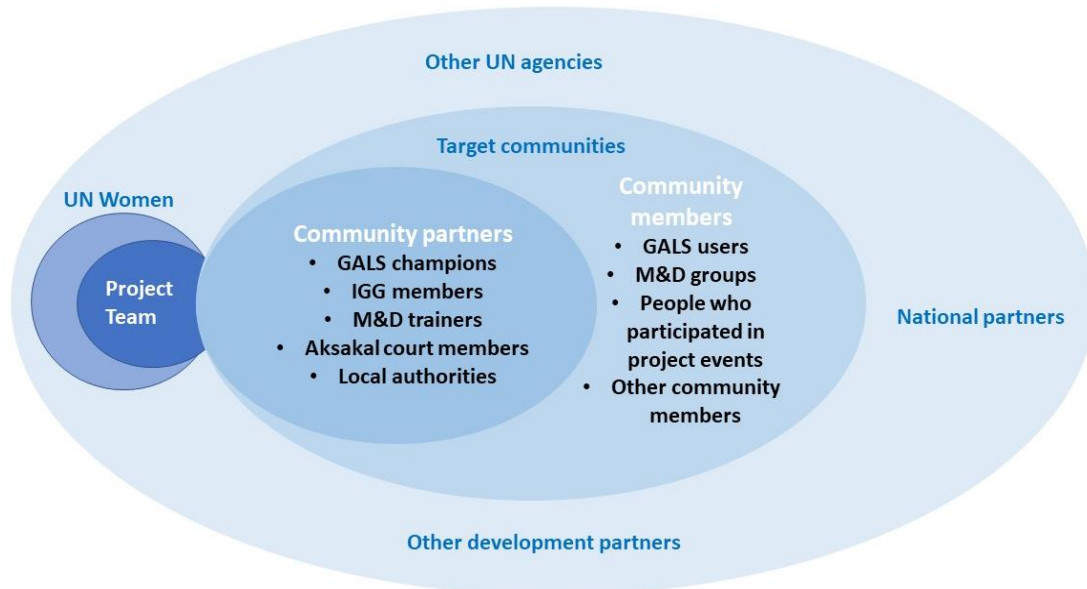 Other UN agencies
Target communities
UN Women
Project
Team
Community partners
• GALS champions
• IGG members
• M&D trainers
• Aksakal court members
• Local authorities
Community
members
• GALS users
• M&D groups
• People who
participated in
project events
• Other community
members
National partners
Other development partners